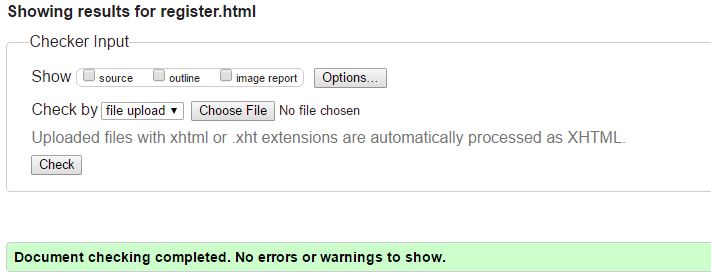 Showing results for register.html
Checker Input
Show source outline image report Options...
Check by file upload Choose File No file chosen
Uploaded files with xhtml or .xht extensions are automatically processed as XHTML.
Check
Document checking completed. No errors or warnings to show.